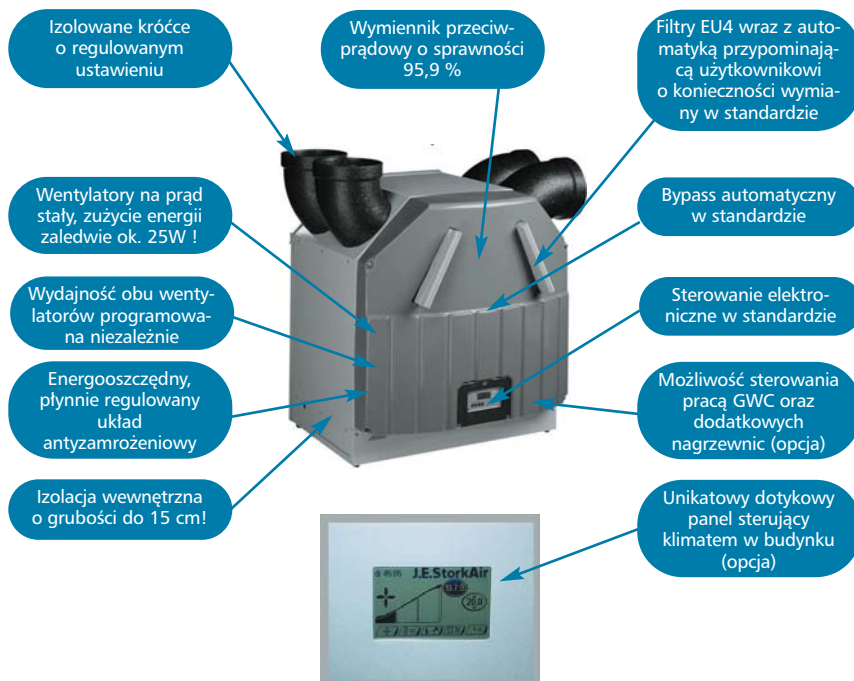 Izolowane króćce
o regulowanym
ustawieniu
Wymiennik przeciw-
prądowy o sprawności
95,9 %
Filtry EU4 wraz z auto-
matyką przypominają-
cą użytkownikowi
o konieczności wymia-
ny w standardzie
Wentylatory na prąd
stały, zużycie energii
zaledwie ok. 25W !
Bypass automatyczny
w standardzie
Wydajność obu wenty-
latorów programowa-
na niezależnie
Sterowanie elektro-
niczne w standardzie
Energooszczędny,
płynnie regulowany
układ
antyzamrożeniowy
Możliwość sterowania
pracą GWC oraz
dodatkowych
nagrzewnic (opcja)
Izolacja wewnętrzna
o grubości do 15 cm!
Unikatowy dotykowy
panel sterujący
klimatem w budynku
(opcja)
J.E.StorkAir
20.0